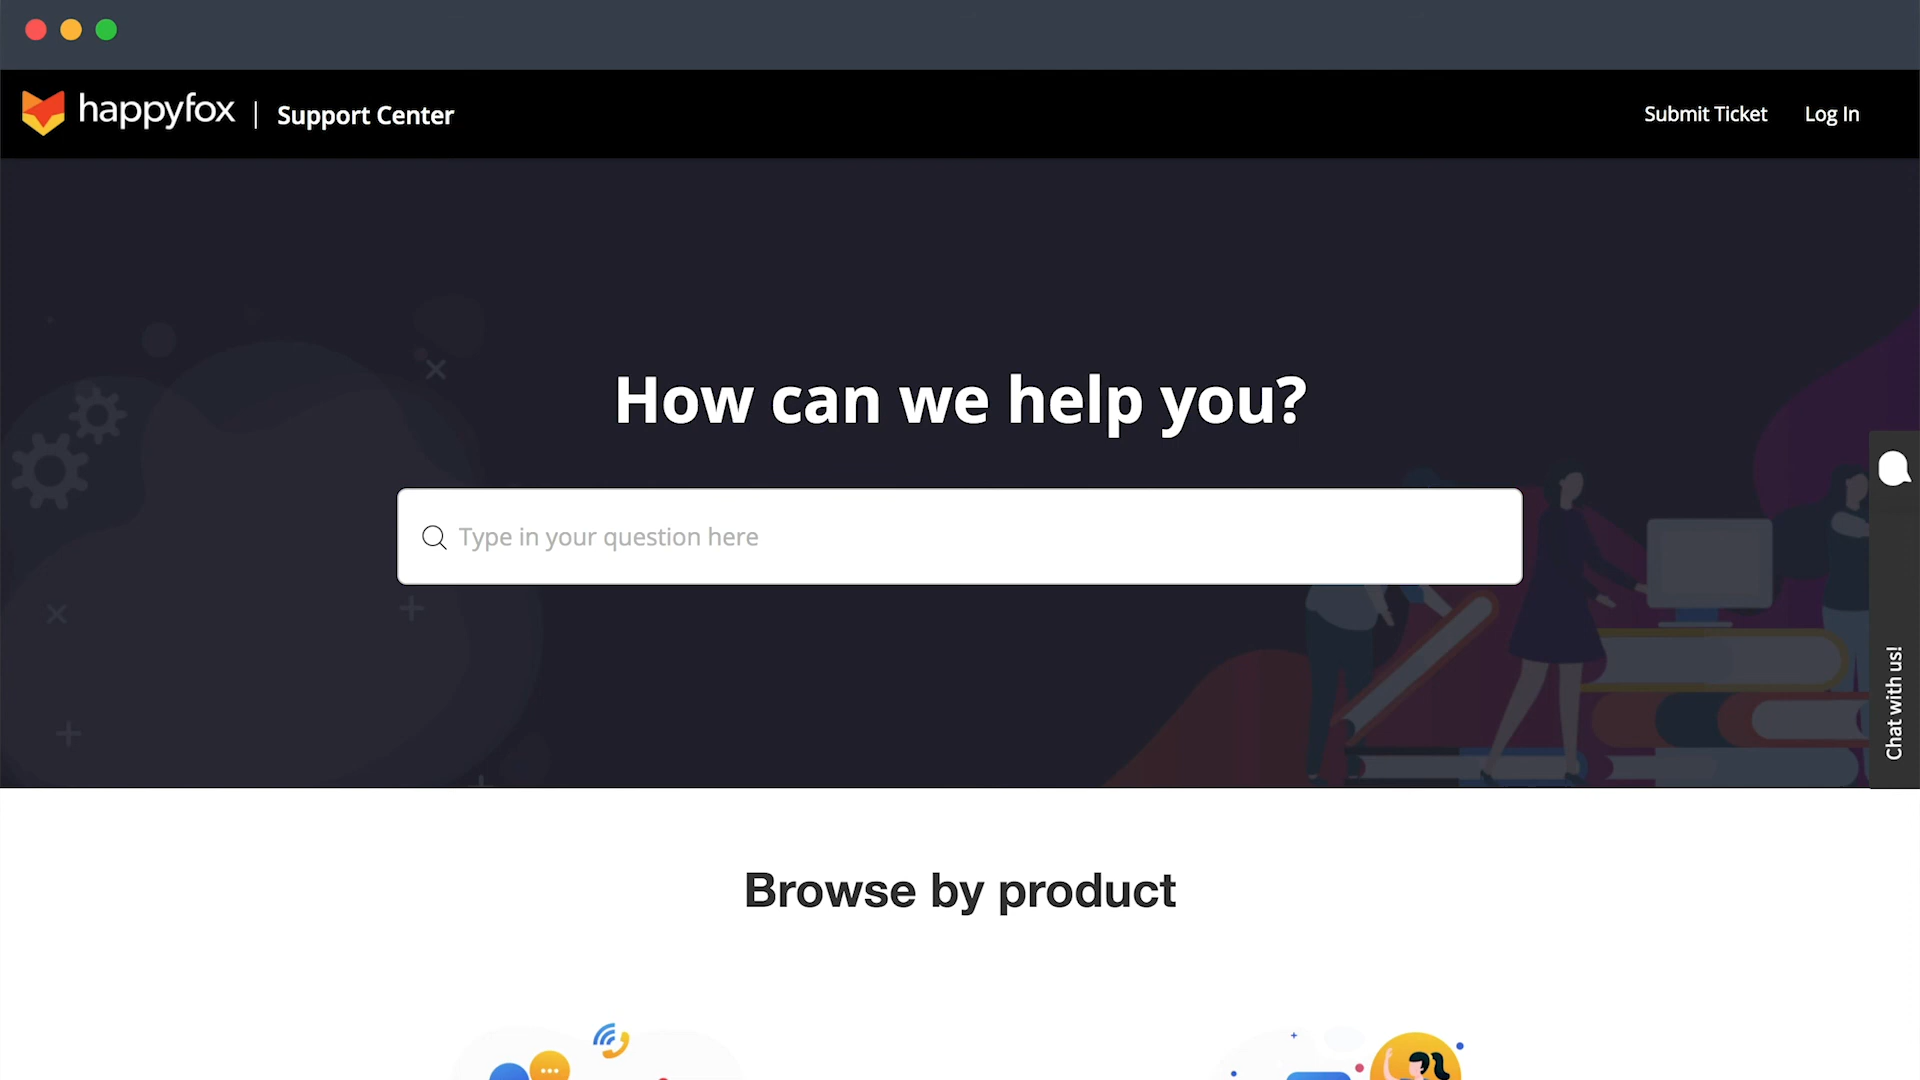 happyfox | Support Center
Submit Ticket
Log In
How can we help you?
Type in your question here
Chat with us!
Browse by product